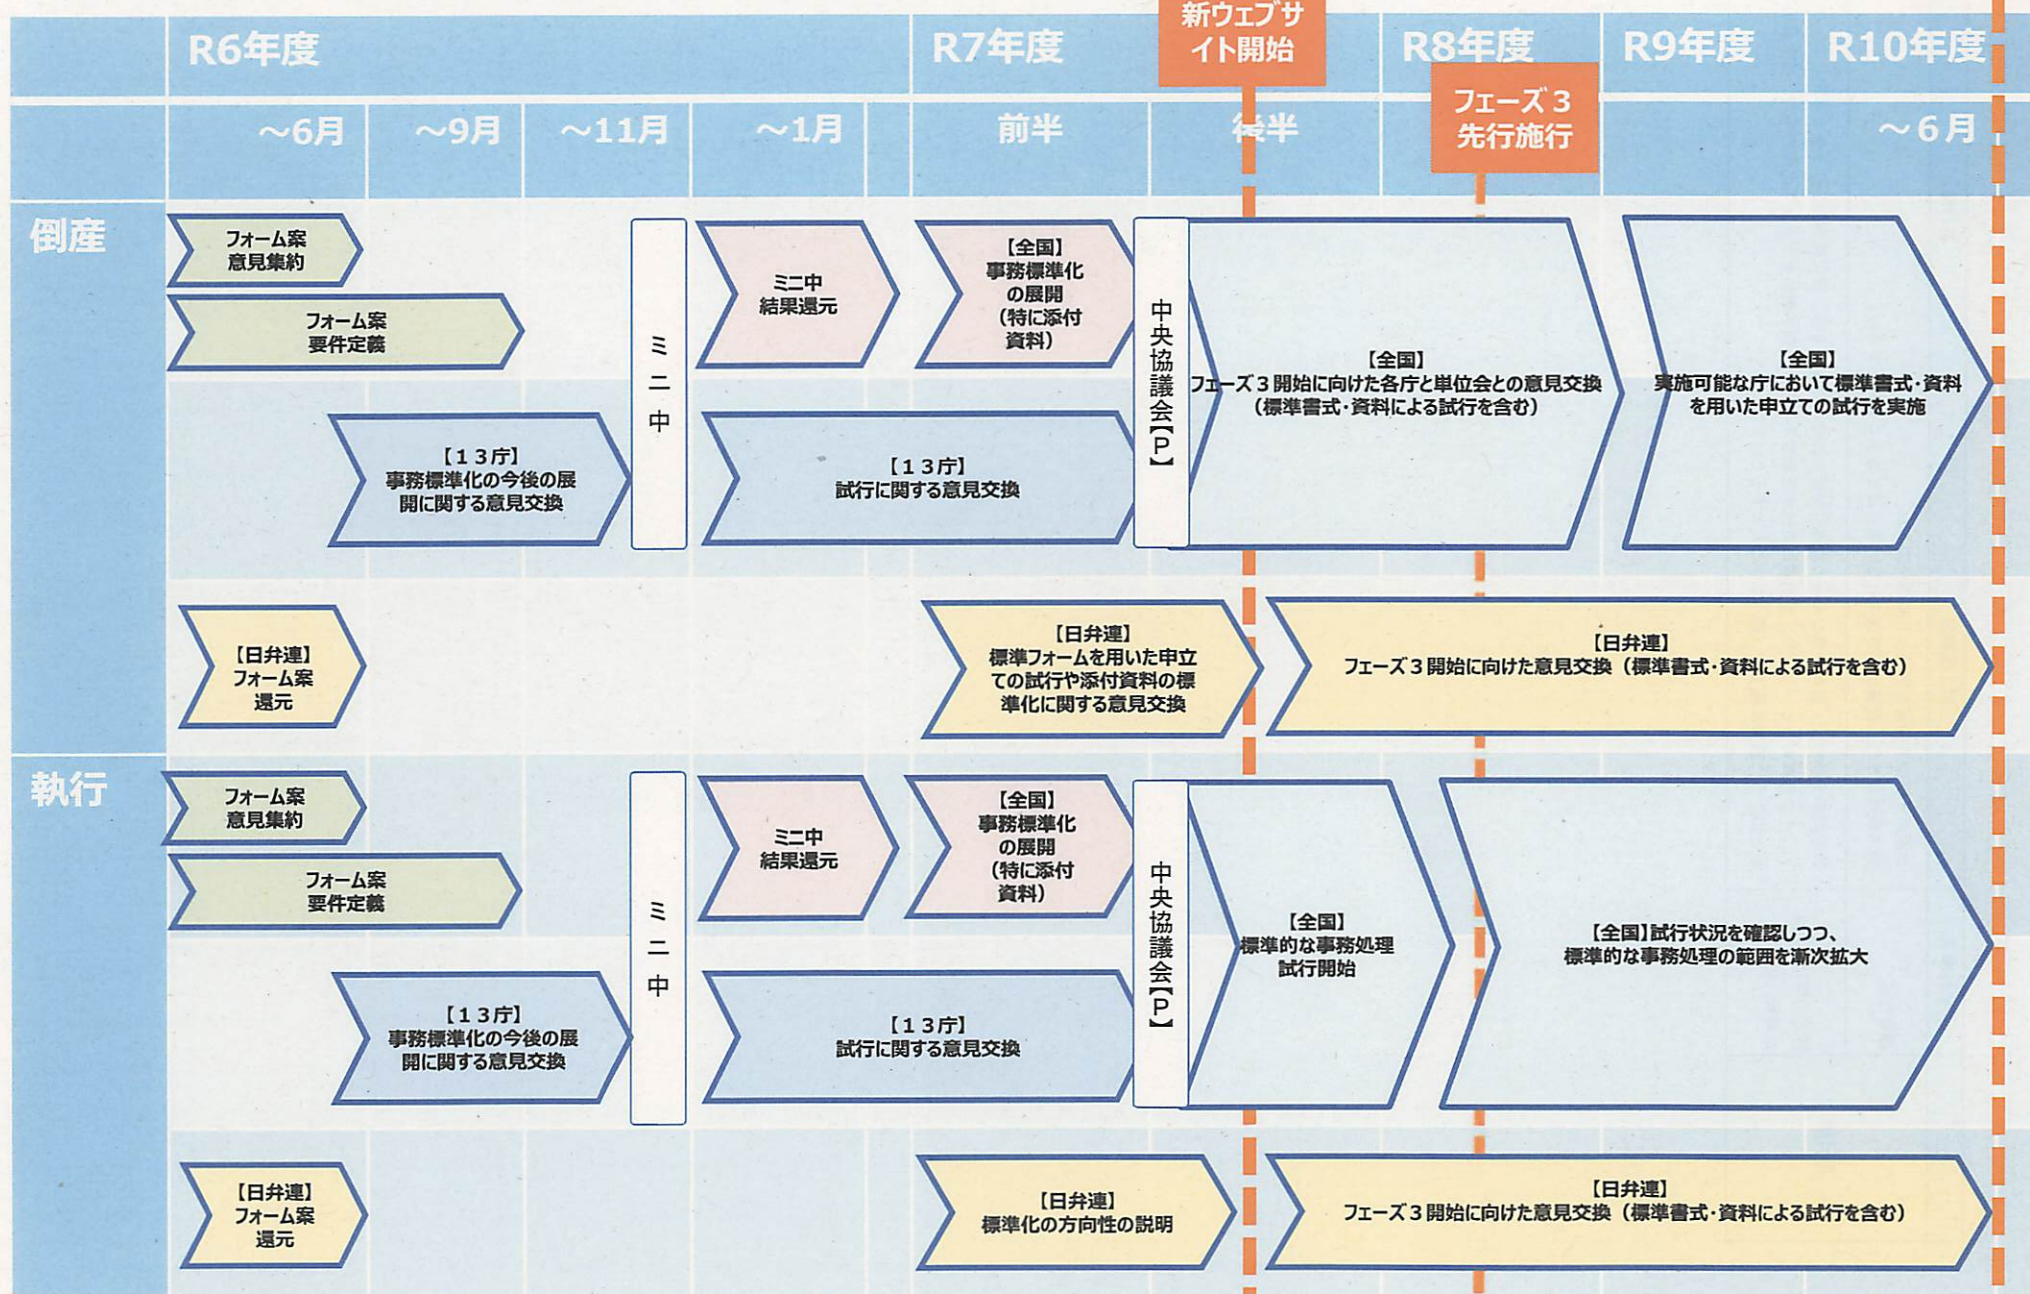 新ウェブサ
イト開始
R6年度
R7年度
R8年度
R9年度
R10年度
フェーズ3
先行施行
～6月
～9月
～11月
～1月
前半
後半
～6月
倒産
フォーム案
意見集約
フォーム案
要件定義
【13庁】
事務標準化の今後の展
開に関する意見交換
ミニ中
ミニ中
結果還元
【13庁】
試行に関する意見交換
【全国】
事務標準化
の展開
（特に添付
資料）
中央協議会【P】
【全国】
フェーズ3開始に向けた各庁と単位会との意見交換
（標準書式・資料による試行を含む）
【全国】
実施可能な庁において標準書式・資料
を用いた申立ての試行を実施
【日弁連】
フォーム案
還元
【日弁連】
標準フォームを用いた申立
ての試行や添付資料の標
準化に関する意見交換
【日弁連】
フェーズ3開始に向けた意見交換（標準書式・資料による試行を含む）
執行
フォーム案
意見集約
フォーム案
要件定義
【13庁】
事務標準化の今後の展
開に関する意見交換
ミニ中
ミニ中
結果還元
【13庁】
試行に関する意見交換
【全国】
事務標準化
の展開
（特に添付
資料）
中央協議会【P】
【全国】
標準的な事務処理
試行開始
【全国】試行状況を確認しつつ、
標準的な事務処理の範囲を漸次拡大
【日弁連】
フォーム案
還元
【日弁連】
標準化の方向性の説明
【日弁連】
フェーズ3開始に向けた意見交換（標準書式・資料による試行を含む）